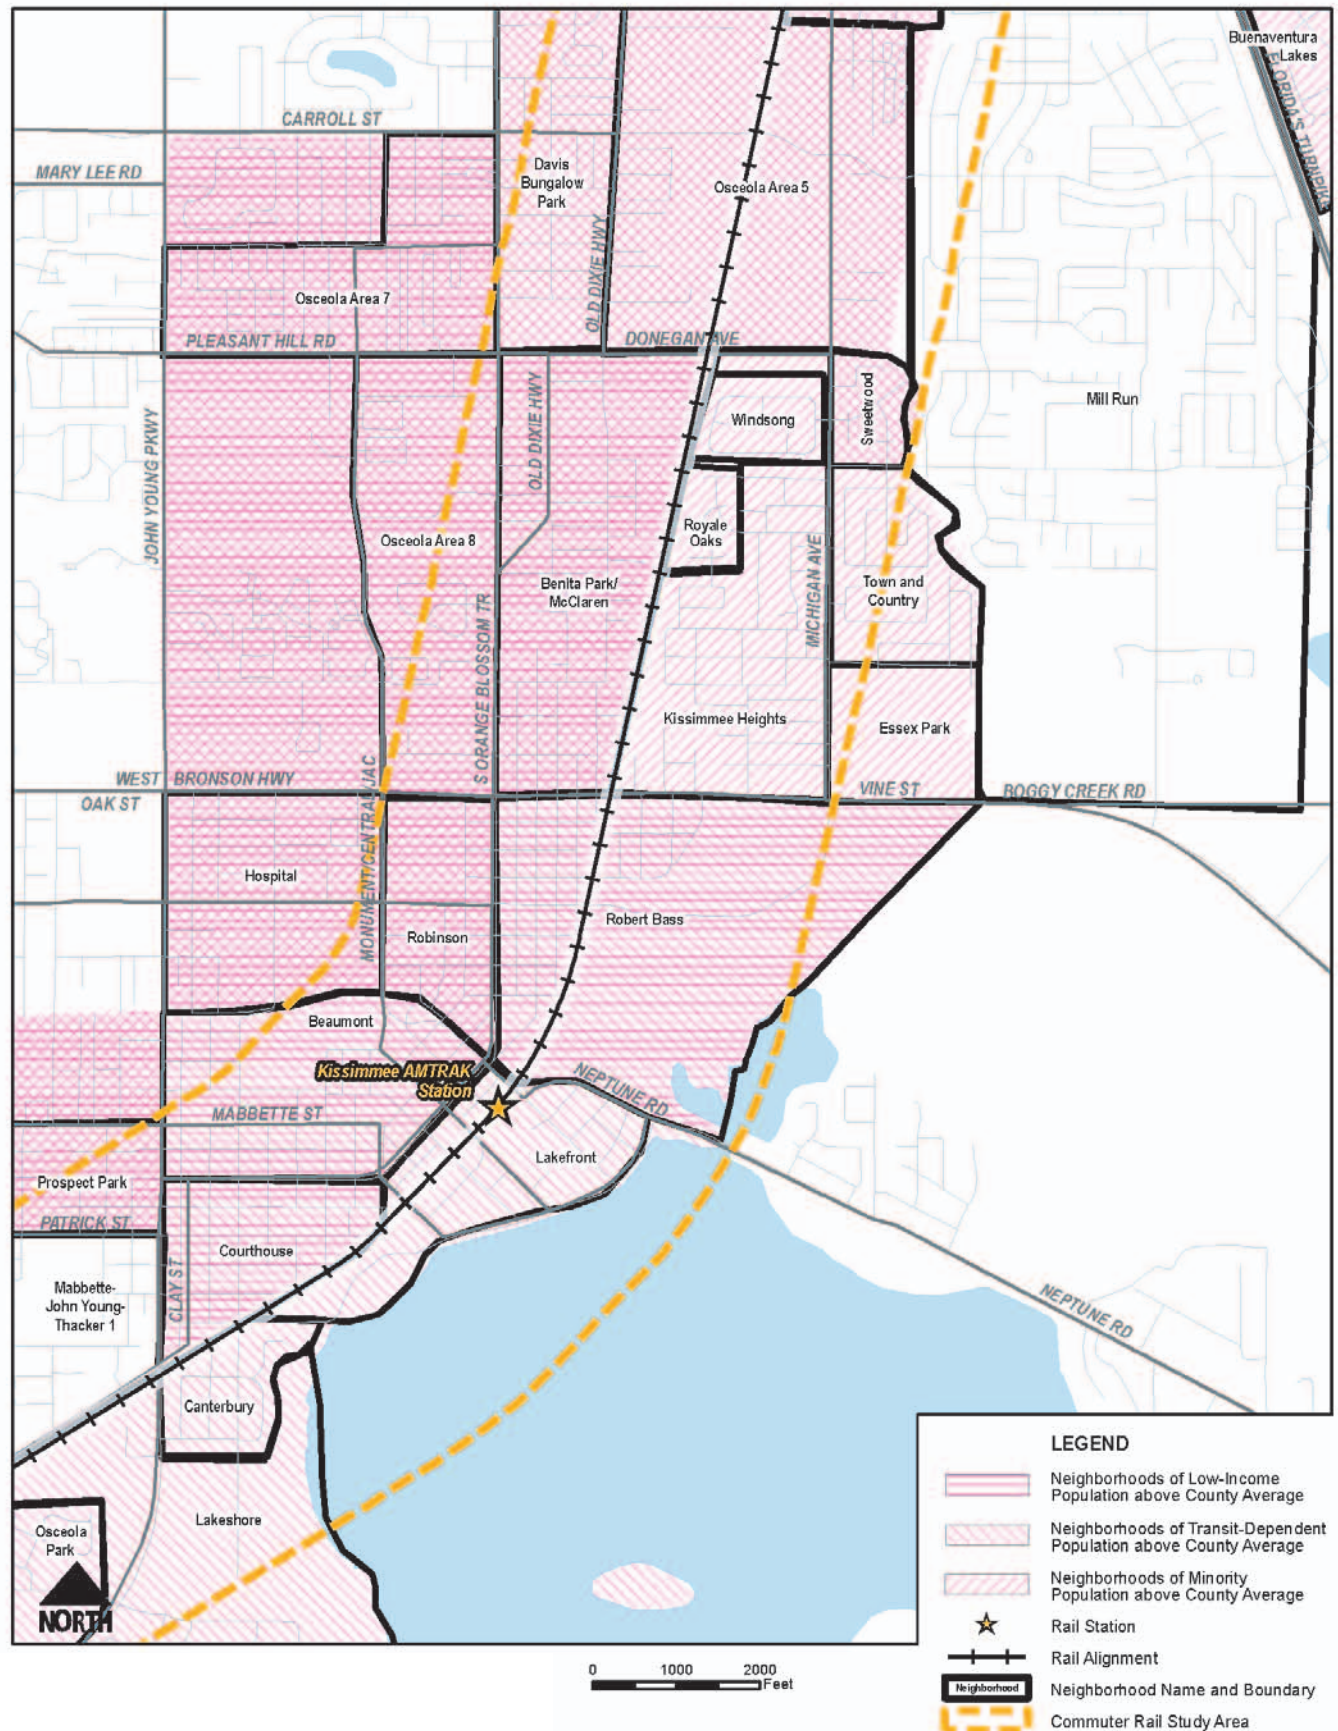 Buenaventura
Lakes
FLORIDA'S TURNPIKE
CARROLL ST
MARY LEE RD
Davis
Bungalow
Park
Osceola Area 5
OLD DIXIE HWY
Osceola Area 7
PLEASANT HILL RD
DONEGAN AVE
JOHN YOUNG PKWY
OLD DIXIE HWY
Windsong
Sweetwood
Mill Run
Royale
Oaks
Osceola Area 8
Benita Park/
McClaren
MICHIGAN AVE
Town and
Country
S ORANGE BLOSSOM TR
Kissimmee Heights
Essex Park
WEST BRONSON HWY
OAK ST
VINE ST
BOGGY CREEK RD
MONUMENT/CENTRAL/JAC
Hospital
Robinson
Robert Bass
Beaumont
Kissimmee AMTRAK
Station
NEPTUNE RD
MABBETTE ST
Lakefront
Prospect Park
PATRICK ST
Courthouse
CLAY ST
Mabbette-
John Young-
Thacker 1
NEPTUNE RD
Canterbury
Lakeshore
Osceola
Park
NORTH
LEGEND
Neighborhoods of Low-Income
Population above County Average
Neighborhoods of Transit-Dependent
Population above County Average
Neighborhoods of Minority
Population above County Average
Rail Station
Rail Alignment
Neighborhood
Neighborhood Name and Boundary
Commuter Rail Study Area
0 1000 2000
Feet